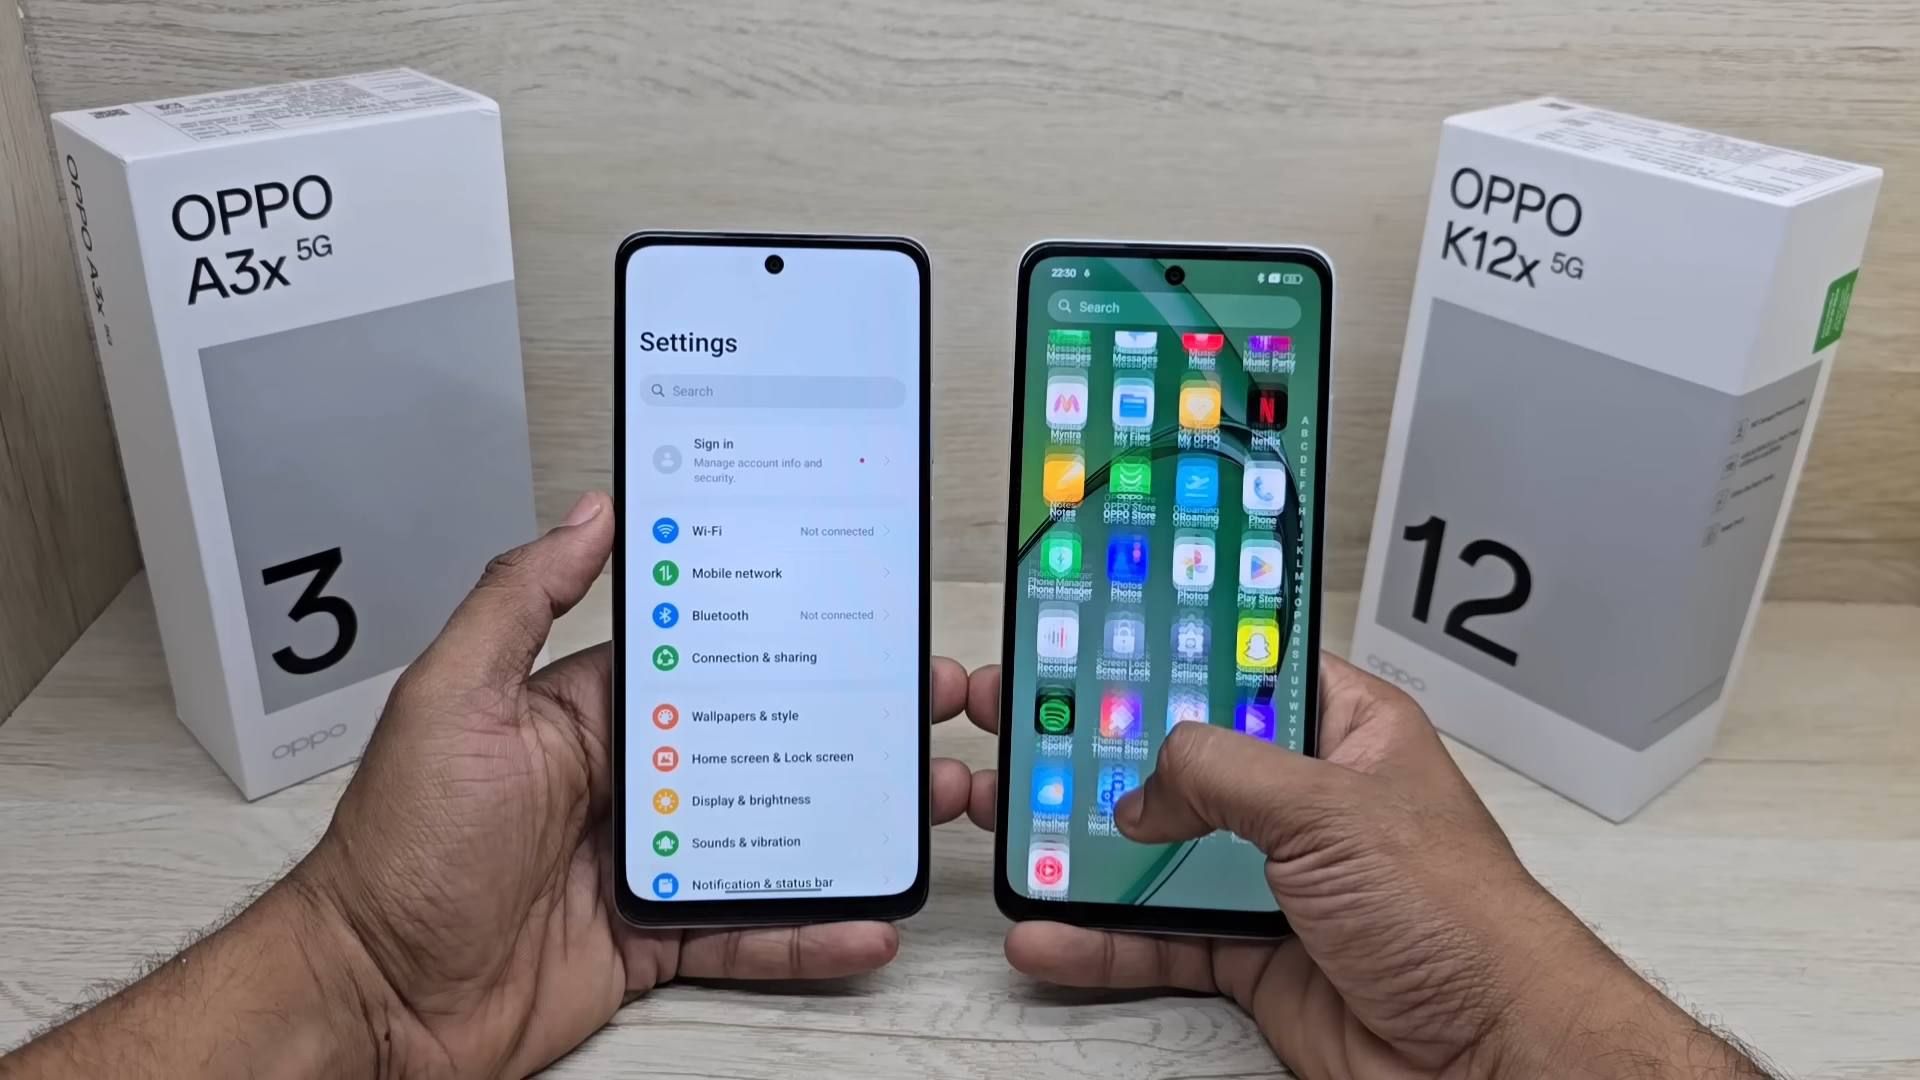 OPPO
A3x 5G
OPPO A3x 5G
3
oppo
Settings
Search
Sign in
Manage account info and
security.
Wi-Fi Not connected
Mobile network
Bluetooth Not connected
Connection & sharing
Wallpapers & style
Home screen & Lock screen
Display & brightness
Sounds & vibration
Notification & status bar
22:30
Search
Messages Messages Music Music Party
Myntra My Files My OPPO Netflix
Notes OPPO Store ORoaming Phone
Phone Manager Photos Photos Play Store
Recorder Screen Lock Settings Snapchat
Spotify Theme Store
Weather
A
B
C
D
E
F
G
H
I
J
K
L
M
N
O
P
Q
R
S
T
U
V
W
X
Y
Z
OPPO
K12x 5G
12
oppo